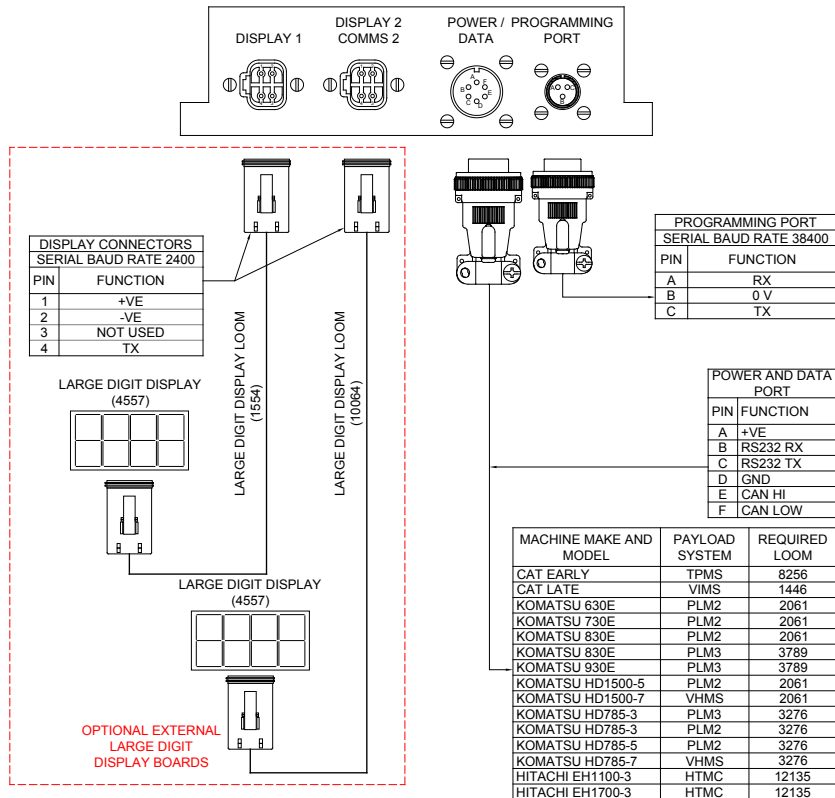 DISPLAY 1
DISPLAY 2
COMMS 2
POWER /
DATA
PROGRAMMING
PORT
A
F
B
E
C
D
A
C
B
DISPLAY CONNECTORS
SERIAL BAUD RATE 2400
PIN FUNCTION
1 +VE
2 -VE
3 NOT USED
4 TX
PROGRAMMING PORT
SERIAL BAUD RATE 38400
PIN FUNCTION
A RX
B 0 V
C TX
LARGE DIGIT DISPLAY LOOM
(1554)
LARGE DIGIT DISPLAY LOOM
(10064)
LARGE DIGIT DISPLAY
(4557)
LARGE DIGIT DISPLAY
(4557)
OPTIONAL EXTERNAL
LARGE DIGIT
DISPLAY BOARDS
POWER AND DATA
PORT
PIN FUNCTION
A +VE
B RS232 RX
C RS232 TX
D GND
E CAN HI
F CAN LOW
MACHINE MAKE AND MODEL PAYLOAD SYSTEM REQUIRED LOOM
CAT EARLY TPMS 8256
CAT LATE VIMS 1446
KOMATSU 630E PLM2 2061
KOMATSU 730E PLM2 2061
KOMATSU 830E PLM2 2061
KOMATSU 830E PLM3 3789
KOMATSU 930E PLM3 3789
KOMATSU HD1500-5 PLM2 2061
KOMATSU HD1500-7 VHMS 2061
KOMATSU HD785-3 PLM3 3276
KOMATSU HD785-3 PLM2 3276
KOMATSU HD785-5 PLM2 3276
KOMATSU HD785-7 VHMS 3276
HITACHI EH1100-3 HTMC 12135
HITACHI EH1700-3 HTMC 12135